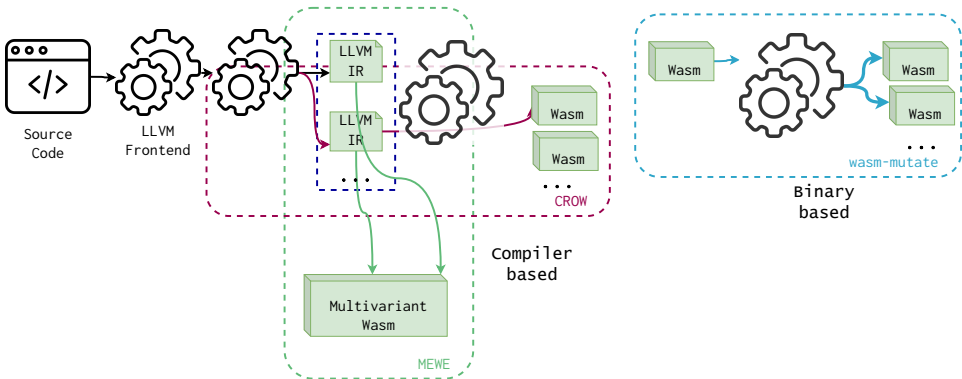 </>
Source
Code
LLVM
Frontend
LLVM
IR
LLVM
IR
...
Wasm
Wasm
...
CROW
Compiler
based
Multivariant
Wasm
MEWE
Wasm
Wasm
Wasm
...
wasm-mutate
Binary
based